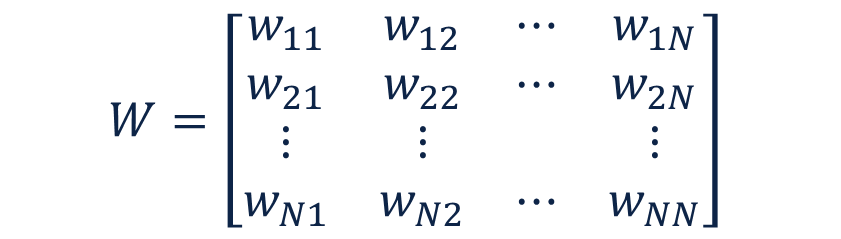 w₁₁ w₁₂ ⋯ w₁N
W = w₂₁ w₂₂ ⋯ w₂N
⋮ ⋮ ⋮
wN₁ wN₂ ⋯ wNN